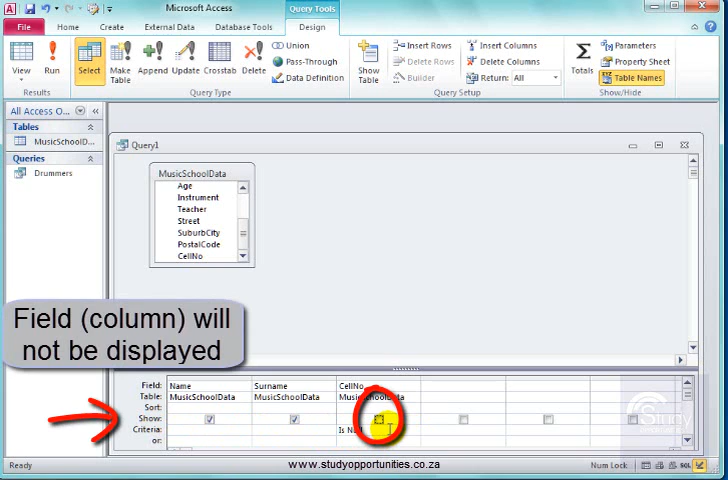 Microsoft Access
Query Tools
File
Home
Create
External Data
Database Tools
Design
View
Run
Select
Make Table
Append
Update
Crosstab
Delete
Union
Pass-Through
Data Definition
Show Table
Insert Rows
Delete Rows
Builder
Insert Columns
Delete Columns
Return: All
Totals
Parameters
Property Sheet
Table Names
Results
Query Type
Query Setup
Show/Hide
All Access O...
Tables
MusicSchoolD...
Queries
Drummers
Query1
MusicSchoolData
Age
Instrument
Teacher
Street
SuburbCity
PostalCode
CellNo
Field (column) will
not be displayed
Field: Name Surname CellNo
Table: MusicSchoolData MusicSchoolData MusicSchoolData
Sort:
Show:
Criteria: Is Null
or:
Study
Ready
www.studyopportunities.co.za
Num Lock